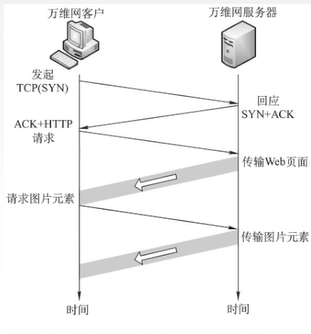 万维网客户
万维网服务器
发起
TCP(SYN)
回应
SYN+ACK
ACK+HTTP
请求
传输Web页面
请求图片元素
传输图片元素
时间
时间